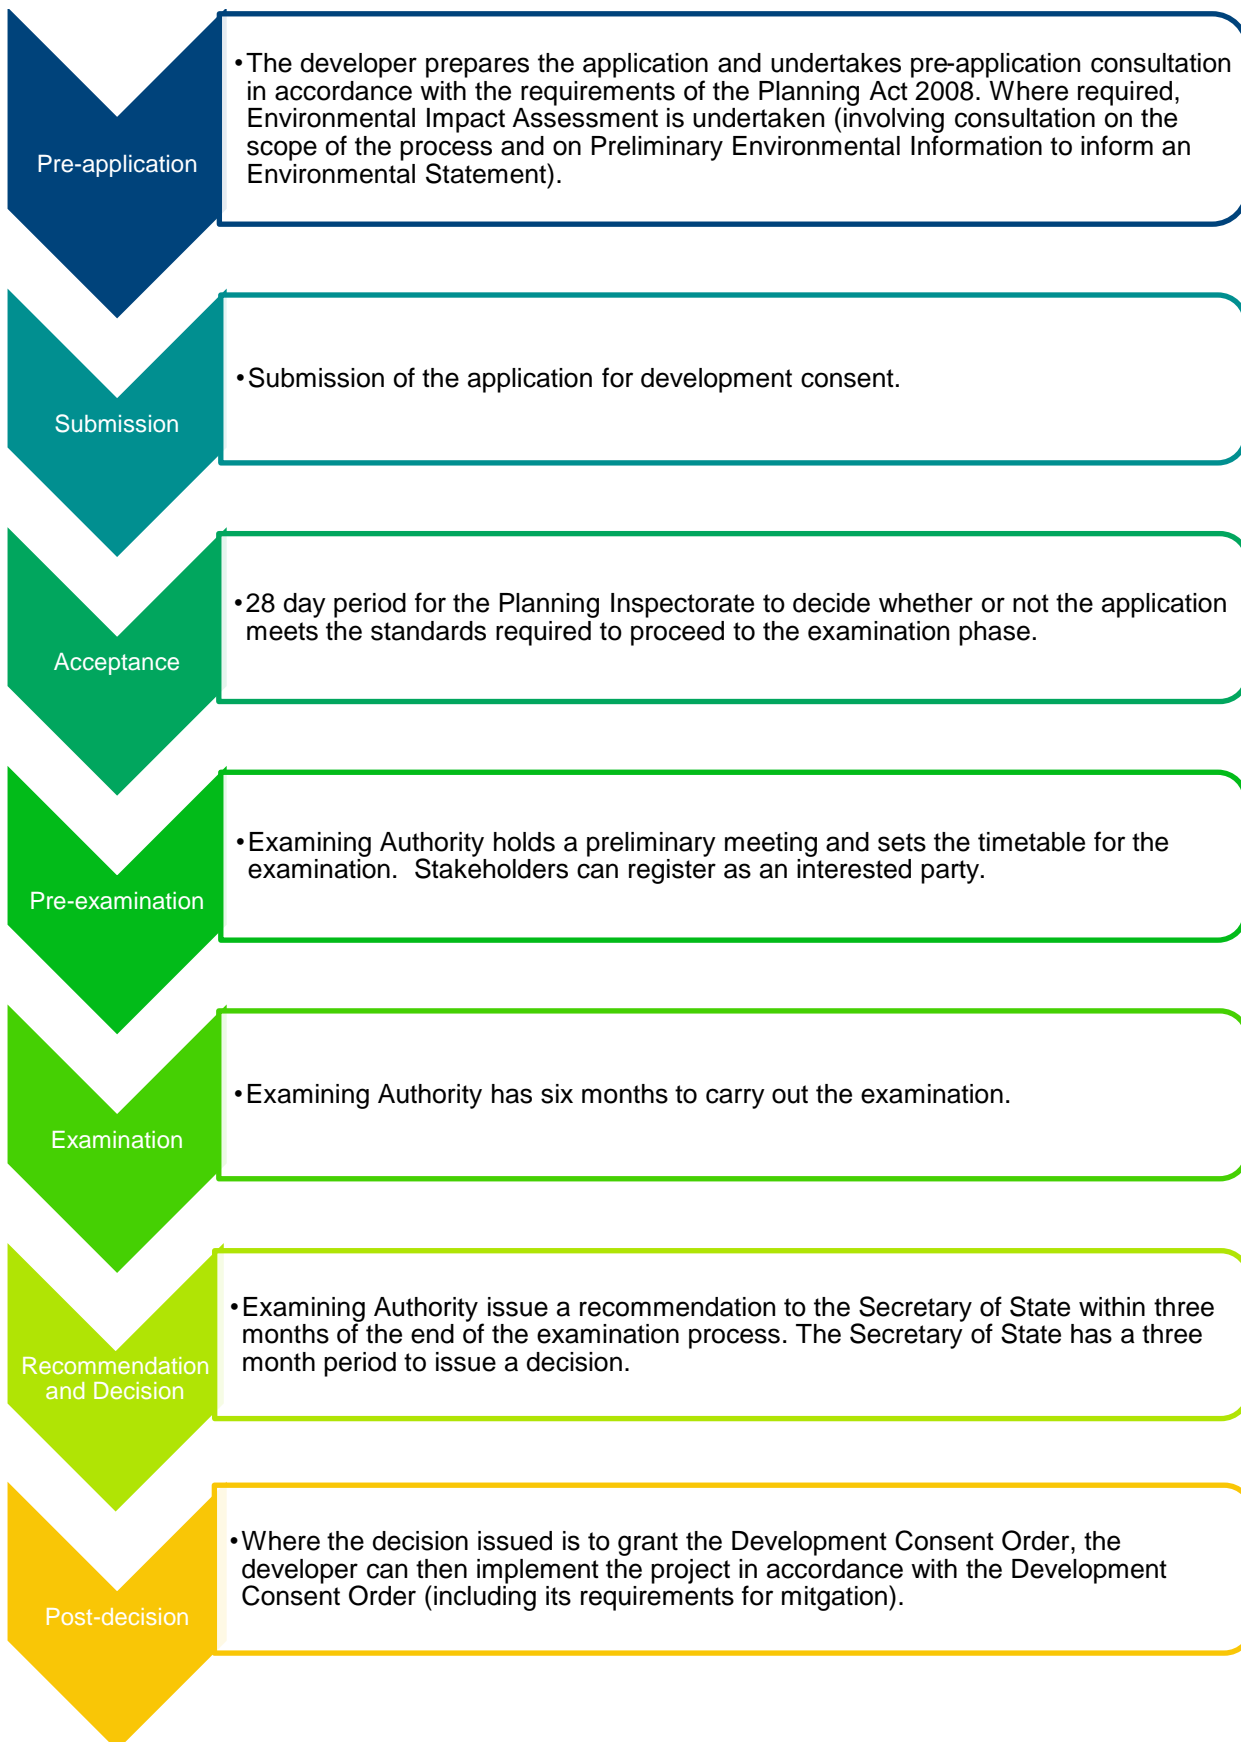 Pre-application
•The developer prepares the application and undertakes pre-application consultation
in accordance with the requirements of the Planning Act 2008. Where required,
Environmental Impact Assessment is undertaken (involving consultation on the
scope of the process and on Preliminary Environmental Information to inform an
Environmental Statement).
Submission
•Submission of the application for development consent.
Acceptance
•28 day period for the Planning Inspectorate to decide whether or not the application
meets the standards required to proceed to the examination phase.
Pre-examination
•Examining Authority holds a preliminary meeting and sets the timetable for the
examination.  Stakeholders can register as an interested party.
Examination
•Examining Authority has six months to carry out the examination.
Recommendation
and Decision
•Examining Authority issue a recommendation to the Secretary of State within three
months of the end of the examination process. The Secretary of State has a three
month period to issue a decision.
Post-decision
•Where the decision issued is to grant the Development Consent Order, the
developer can then implement the project in accordance with the Development
Consent Order (including its requirements for mitgation).